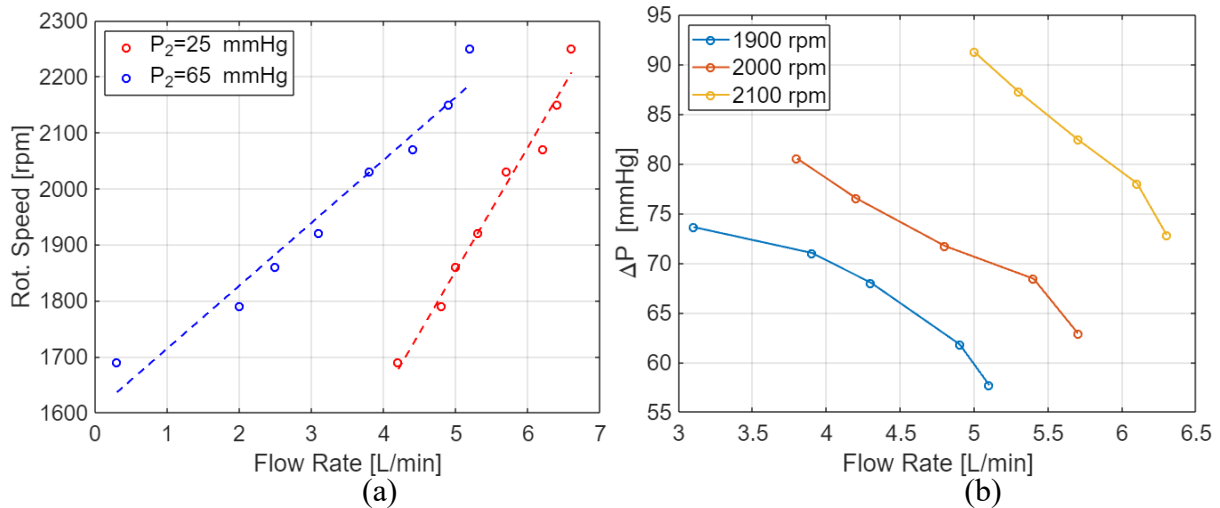 2300
2200
2100
2000
1900
1800
1700
1600
Rot. Speed [rpm]
P₂=25 mmHg
P₂=65 mmHg
0 1 2 3 4 5 6 7
Flow Rate [L/min]
(a)
95
90
85
80
75
70
65
60
55
ΔP [mmHg]
1900 rpm
2000 rpm
2100 rpm
3 3.5 4 4.5 5 5.5 6 6.5
Flow Rate [L/min]
(b)